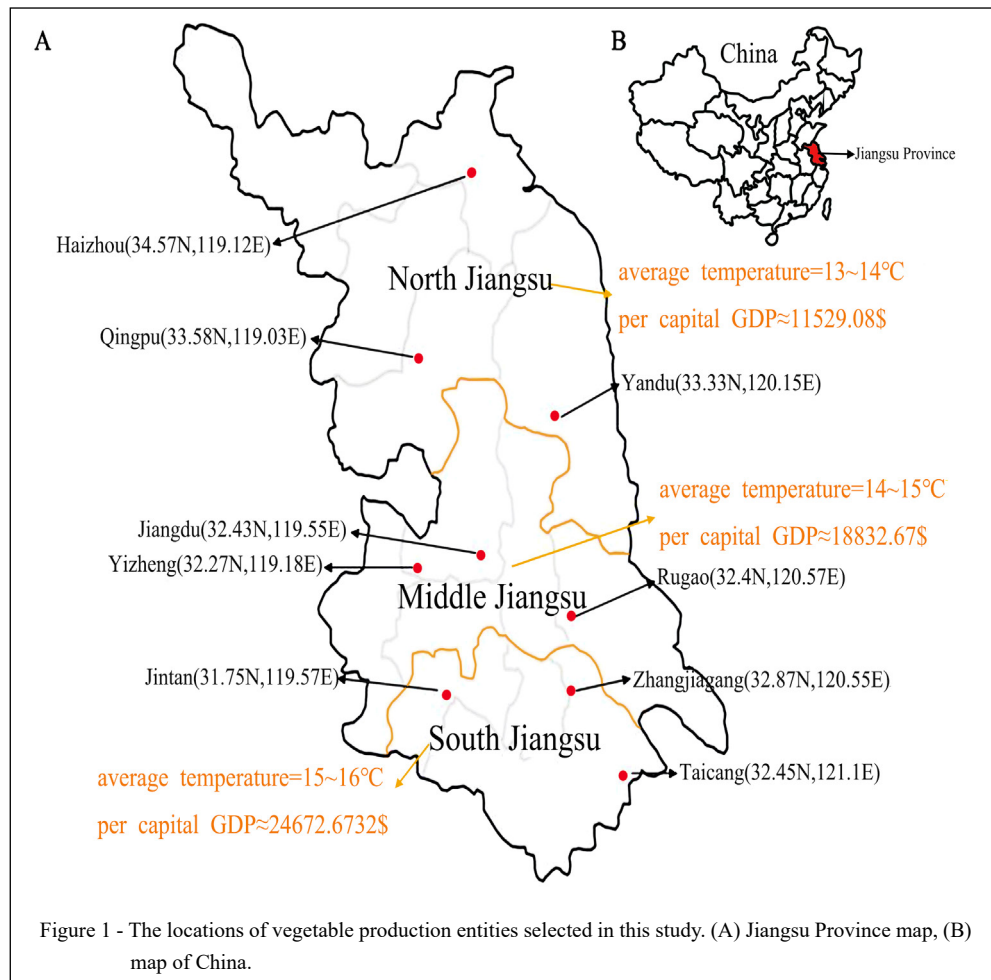 A
B
China
Jiangsu Province
Haizhou(34.57N,119.12E)
North Jiangsu
average temperature=13~14℃
per capital GDP≈11529.08$
Qingpu(33.58N,119.03E)
Yandu(33.33N,120.15E)
average temperature=14~15℃
per capital GDP≈18832.67$
Jiangdu(32.43N,119.55E)
Yizheng(32.27N,119.18E)
Rugao(32.4N,120.57E)
Middle Jiangsu
Jintan(31.75N,119.57E)
Zhangjiagang(32.87N,120.55E)
South Jiangsu
Taicang(32.45N,121.1E)
average temperature=15~16℃
per capital GDP≈24672.6732$
Figure 1 - The locations of vegetable production entities selected in this study. (A) Jiangsu Province map, (B)
map of China.